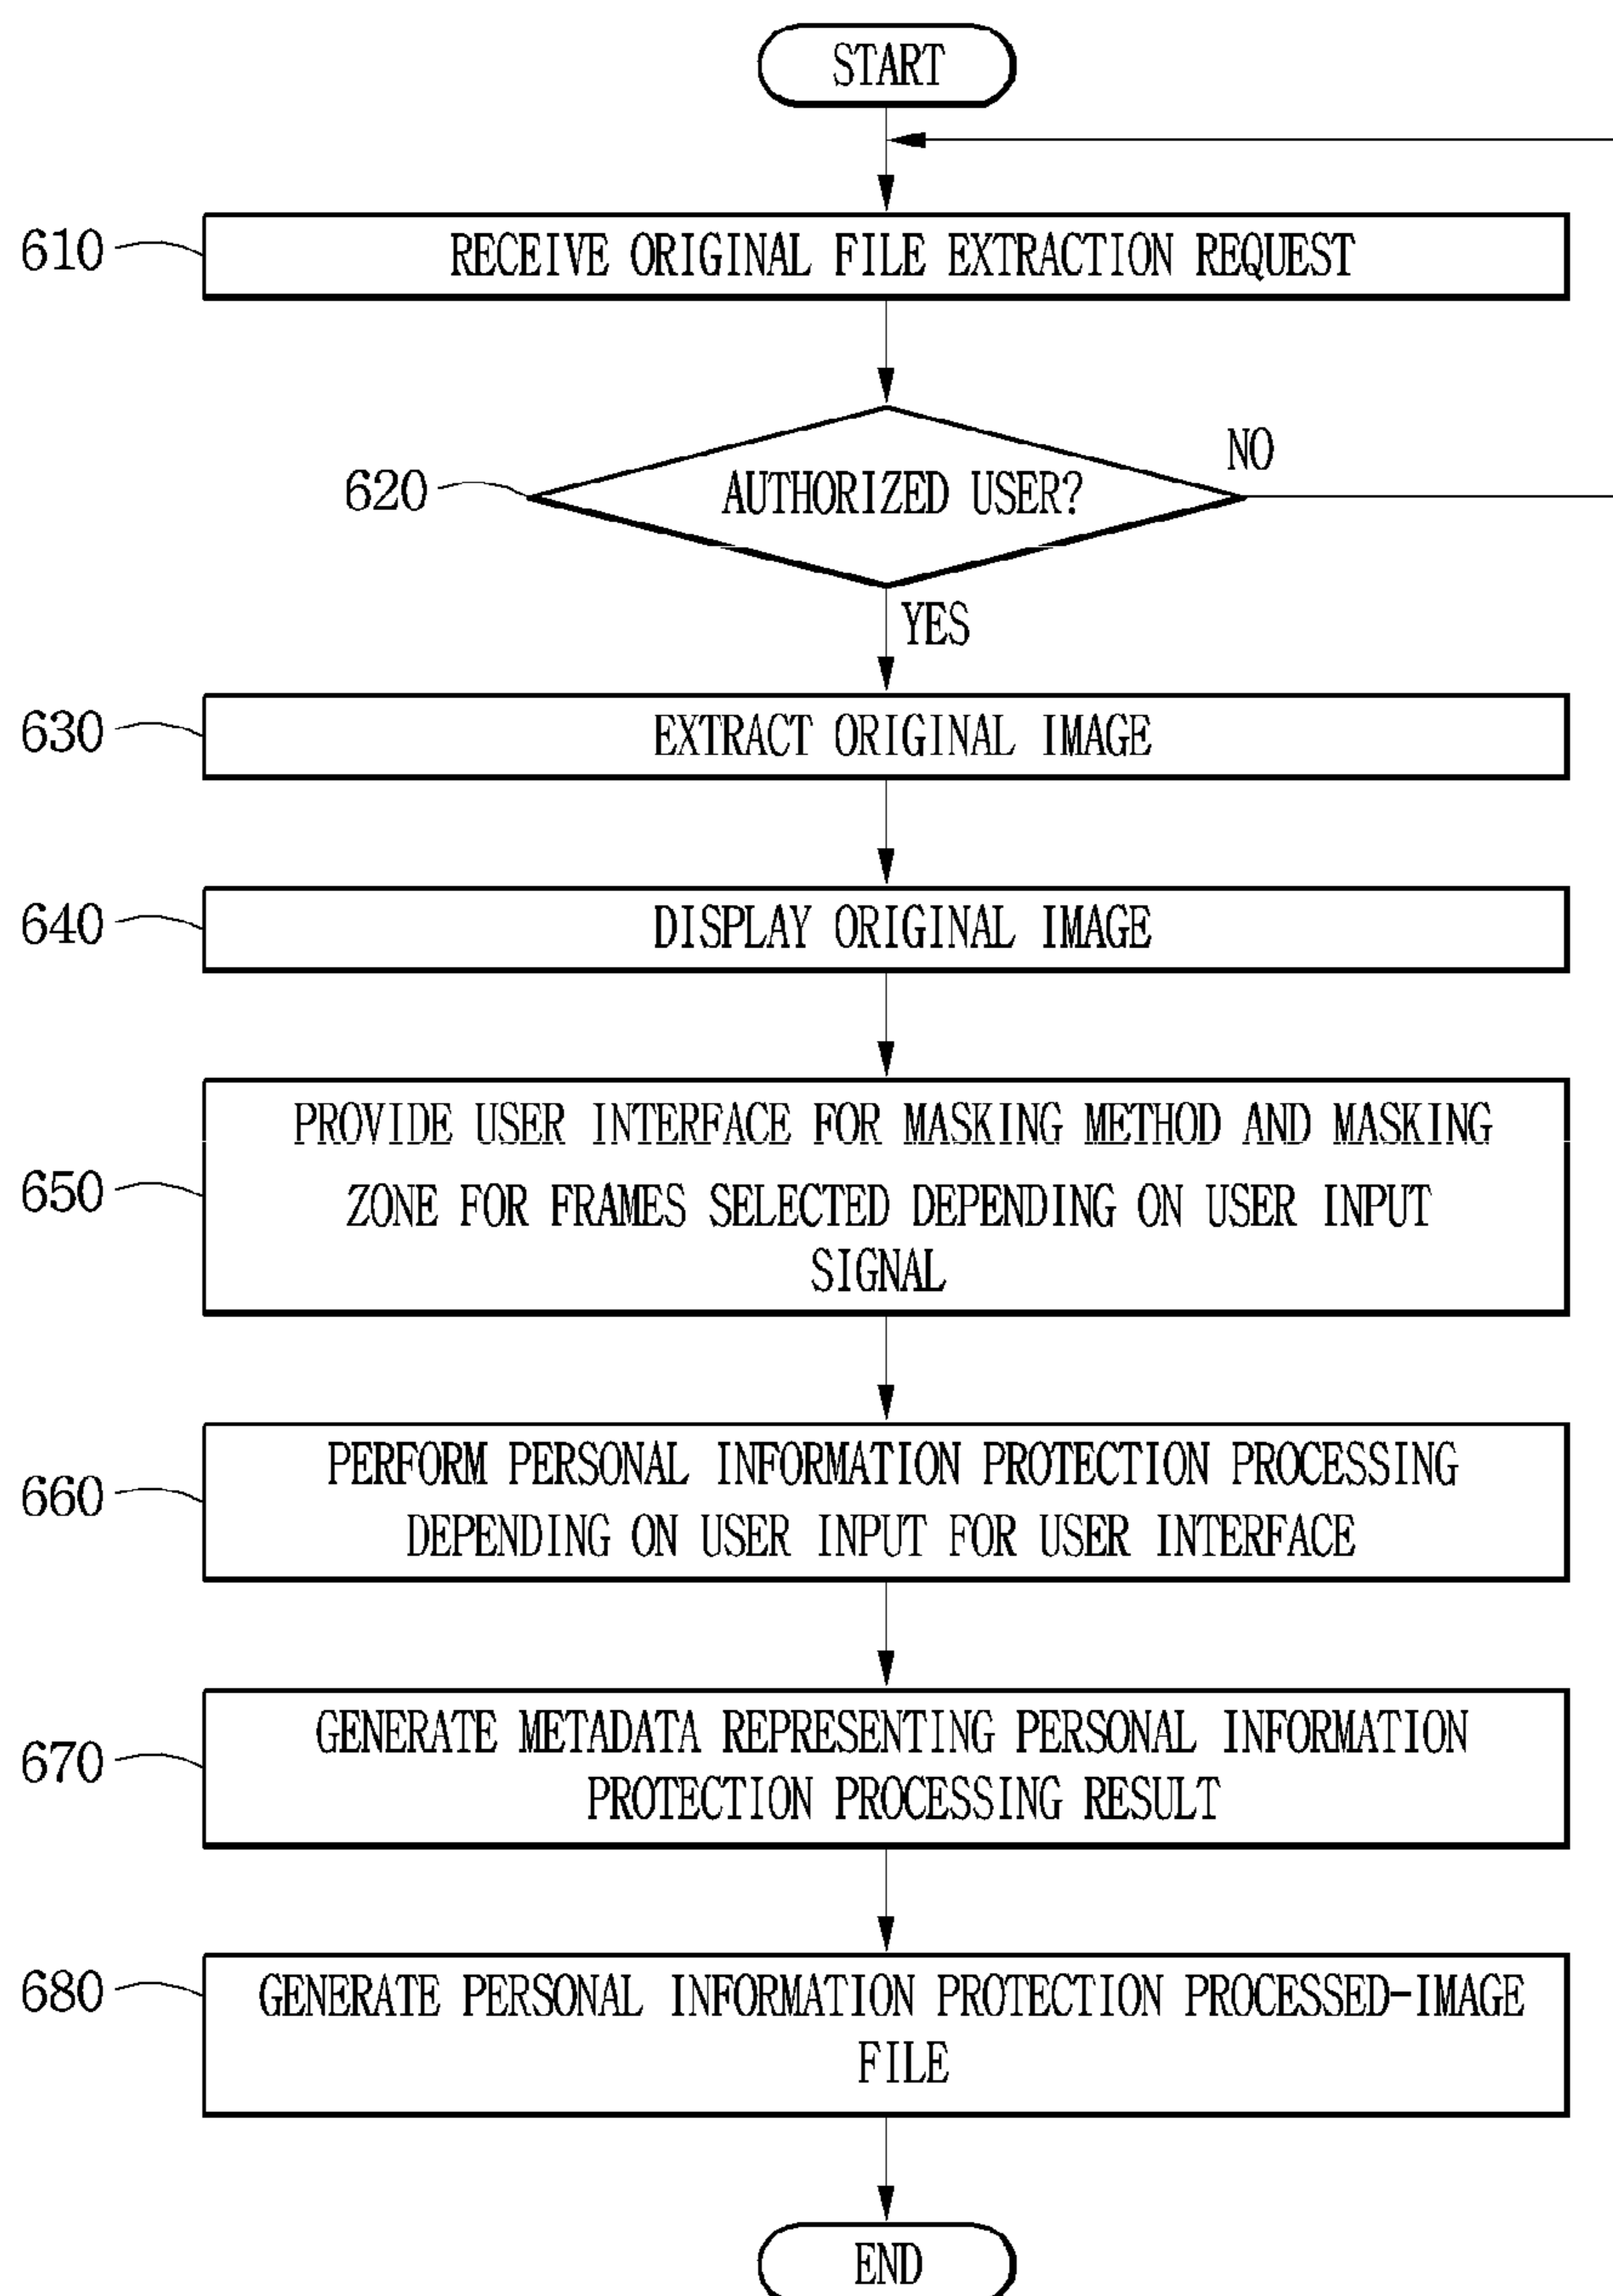 START
610
RECEIVE ORIGINAL FILE EXTRACTION REQUEST
NO
620
AUTHORIZED USER?
YES
630
EXTRACT ORIGINAL IMAGE
640
DISPLAY ORIGINAL IMAGE
650
PROVIDE USER INTERFACE FOR MASKING METHOD AND MASKING
ZONE FOR FRAMES SELECTED DEPENDING ON USER INPUT
SIGNAL
660
PERFORM PERSONAL INFORMATION PROTECTION PROCESSING
DEPENDING ON USER INPUT FOR USER INTERFACE
670
GENERATE METADATA REPRESENTING PERSONAL INFORMATION
PROTECTION PROCESSING RESULT
680
GENERATE PERSONAL INFORMATION PROTECTION PROCESSED-IMAGE
FILE
END